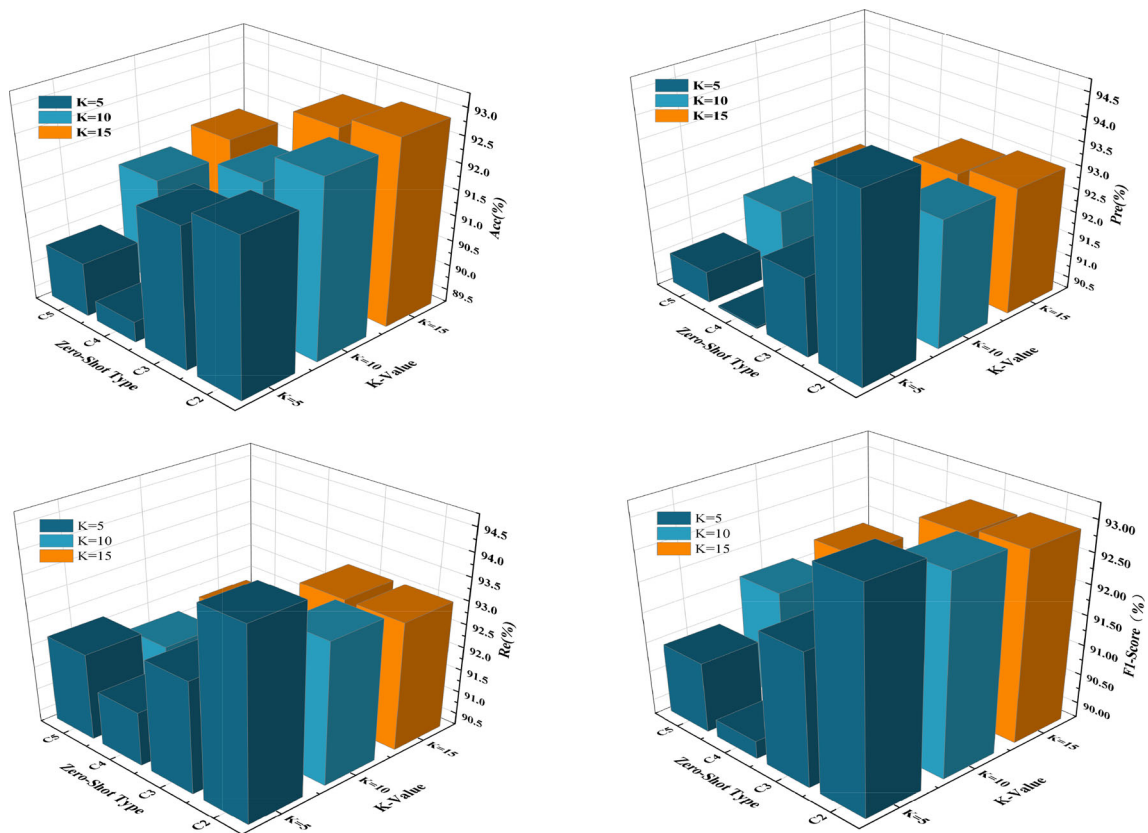 K=5
K=10
K=15
93.0
92.5
92.0
91.5
91.0
90.5
90.0
89.5
Acc(%)
C5
C4
C3
C2
Zero-Shot Type
K=5
K=10
K=15
K-Value
K=5
K=10
K=15
94.5
94.0
93.5
93.0
92.5
92.0
91.5
91.0
90.5
Pre(%)
C5
C4
C3
C2
Zero-Shot Type
K=5
K=10
K=15
K-Value
K=5
K=10
K=15
94.5
94.0
93.5
93.0
92.5
92.0
91.5
91.0
90.5
Re(%)
C5
C4
C3
C2
Zero-Shot Type
K=5
K=10
K=15
K-Value
K=5
K=10
K=15
93.00
92.50
92.00
91.50
91.00
90.50
90.00
F1-Score（%）
C5
C4
C3
C2
Zero-Shot Type
K=5
K=10
K=15
K-Value